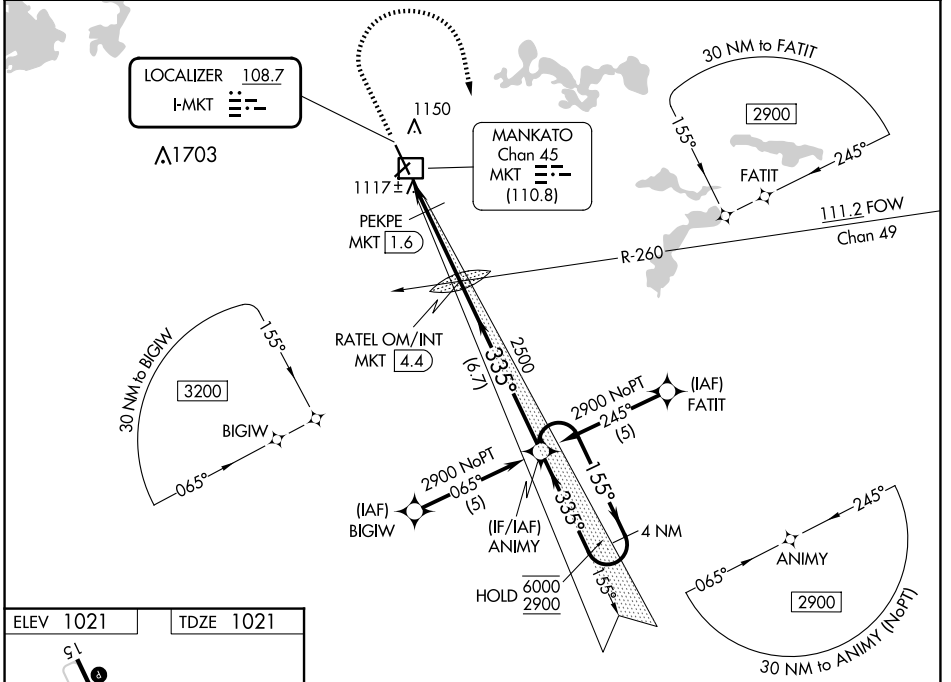 LOCALIZER 108.7
I-MKT
1703
1150
MANKATO
Chan 45
MKT
(110.8)
1117±
PEKPE
MKT 1.6
RATEL OM/INT
MKT 4.4
30 NM to FATIT
2900
155°
245°
FATIT
111.2 FOW
Chan 49
R-260
30 NM to BIGIW
3200
155°
BIGIW
065°
335°
2500
(6.7)
(IAF)
FATIT
2900 NoPT
245°
(5)
2900 NoPT
065°
(5)
(IAF)
BIGIW
(IF/IAF)
ANIMY
335°
155°
4 NM
HOLD 6000
2900
155°
245°
ANIMY
065°
2900
30 NM to ANIMY (NoPT)
ELEV 1021
TDZE 1021
15
P